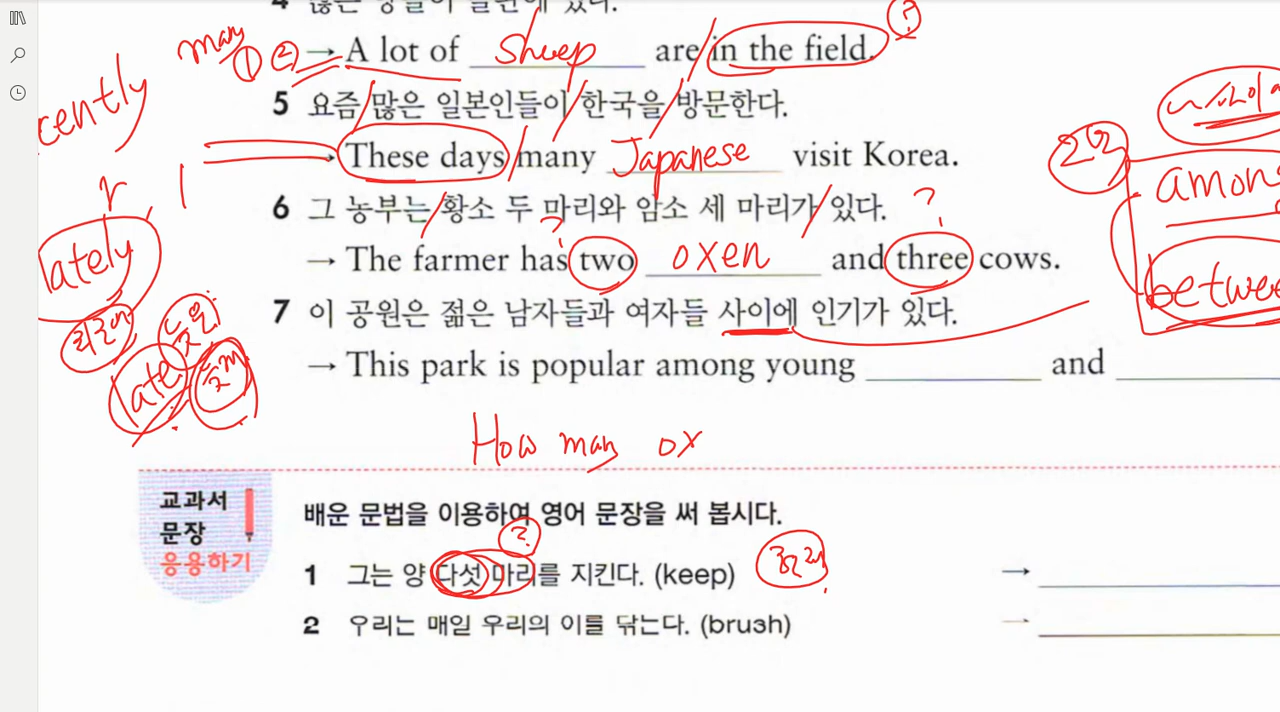 → A lot of sheep are in the field.
5 요즘 많은 일본인들이 한국을 방문한다.
These days many Japanese visit Korea.
6 그 농부는 황소 두 마리와 암소 세 마리가 있다.
→ The farmer has two oxen and three cows.
7 이 공원은 젊은 남자들과 여자들 사이에 인기가 있다.
→ This park is popular among young and
How may ox
교과서
문장
응용하기
배운 문법을 이용하여 영어 문장을 써 봅시다.
1 그는 양 다섯 마리를 지킨다. (keep) →
2 우리는 매일 우리의 이를 닦는다. (brush) →
many
① ②
cently
r
lately
late
among
betwee
?
?
?